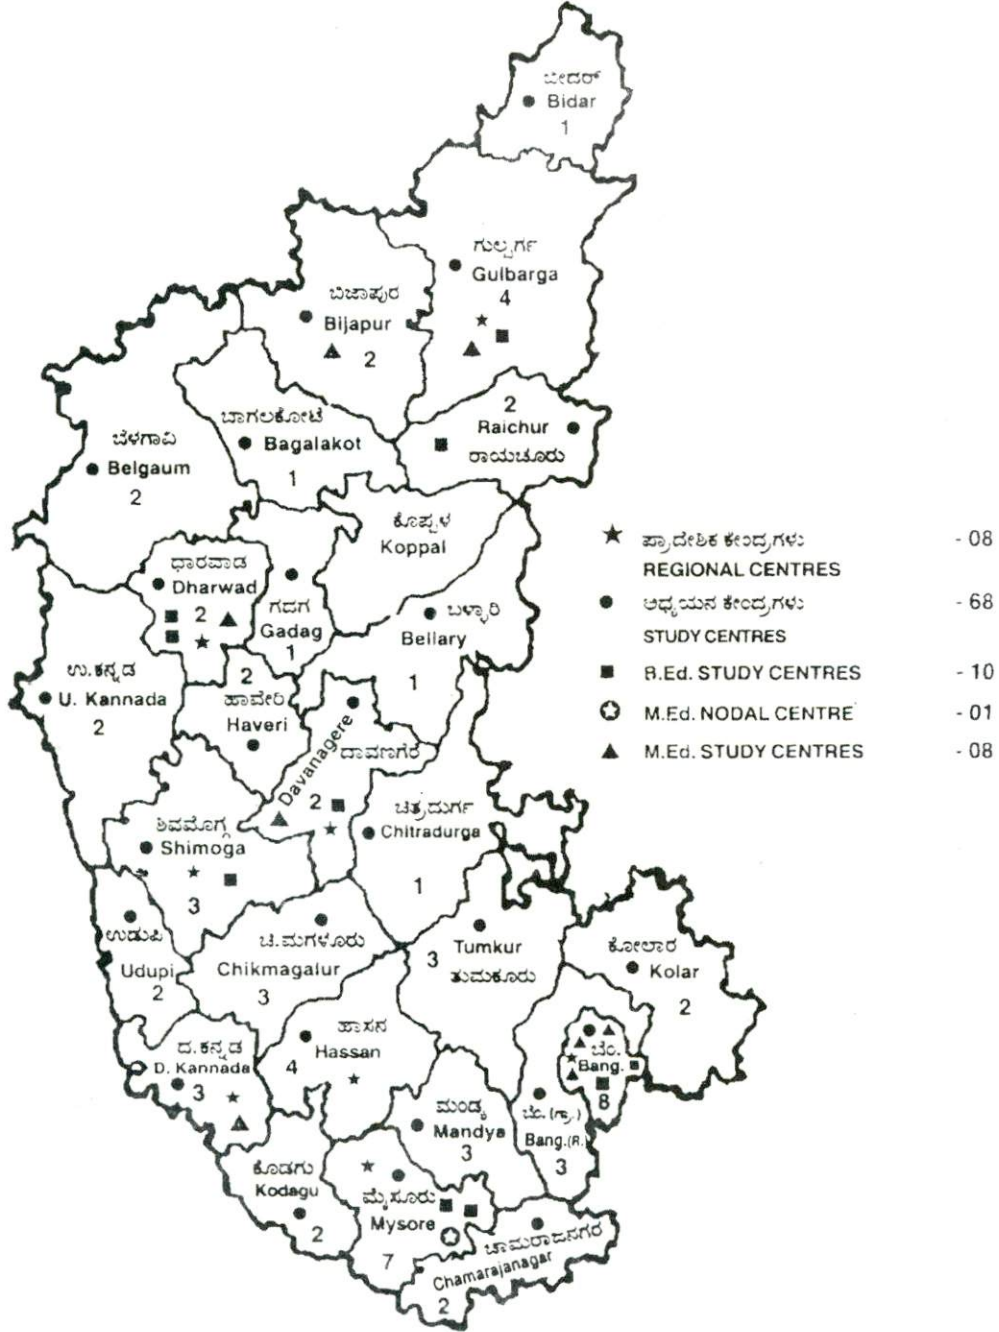 ಬೀದರ್
Bidar
1
ಗುಲ್ಬರ್ಗ
Gulbarga
4
ಬಿಜಾಪುರ
Bijapur
2
2
Raichur
ರಾಯಚೂರು
ಬಾಗಲಕೋಟೆ
Bagalakot
1
ಬೆಳಗಾವಿ
Belgaum
2
ಕೊಪ್ಪಳ
Koppal
ಧಾರವಾಡ
Dharwad
2
ಗದಗ
Gadag
1
ಬಳ್ಳಾರಿ
Bellary
1
ಉ.ಕನ್ನಡ
U. Kannada
2
2
ಹಾವೇರಿ
Haveri
Davanagere
ದಾವಣಗೆರೆ
2
ಚಿತ್ರದುರ್ಗ
Chitradurga
1
ಶಿವಮೊಗ್ಗ
Shimoga
3
ಉಡುಪಿ
Udupi
2
ಚಿ.ಮಗಳೂರು
Chikmagalur
3
3
Tumkur
ತುಮಕೂರು
ಕೋಲಾರ
Kolar
2
ಹಾಸನ
Hassan
4
ದ.ಕನ್ನಡ
D. Kannada
3
ಬೆಂ.
Bang.
8
ಬೆಂ.(ಗ್ರಾ.)
Bang.(R.)
3
ಮಂಡ್ಯ
Mandya
3
ಕೊಡಗು
Kodagu
2
ಮೈಸೂರು
Mysore
7
ಚಾಮರಾಜನಗರ
Chamarajanagar
2
ಪ್ರಾದೇಶಿಕ ಕೇಂದ್ರಗಳು - 08
REGIONAL CENTRES
ಅಧ್ಯಯನ ಕೇಂದ್ರಗಳು - 68
STUDY CENTRES
B.Ed. STUDY CENTRES - 10
M.Ed. NODAL CENTRE - 01
M.Ed. STUDY CENTRES - 08